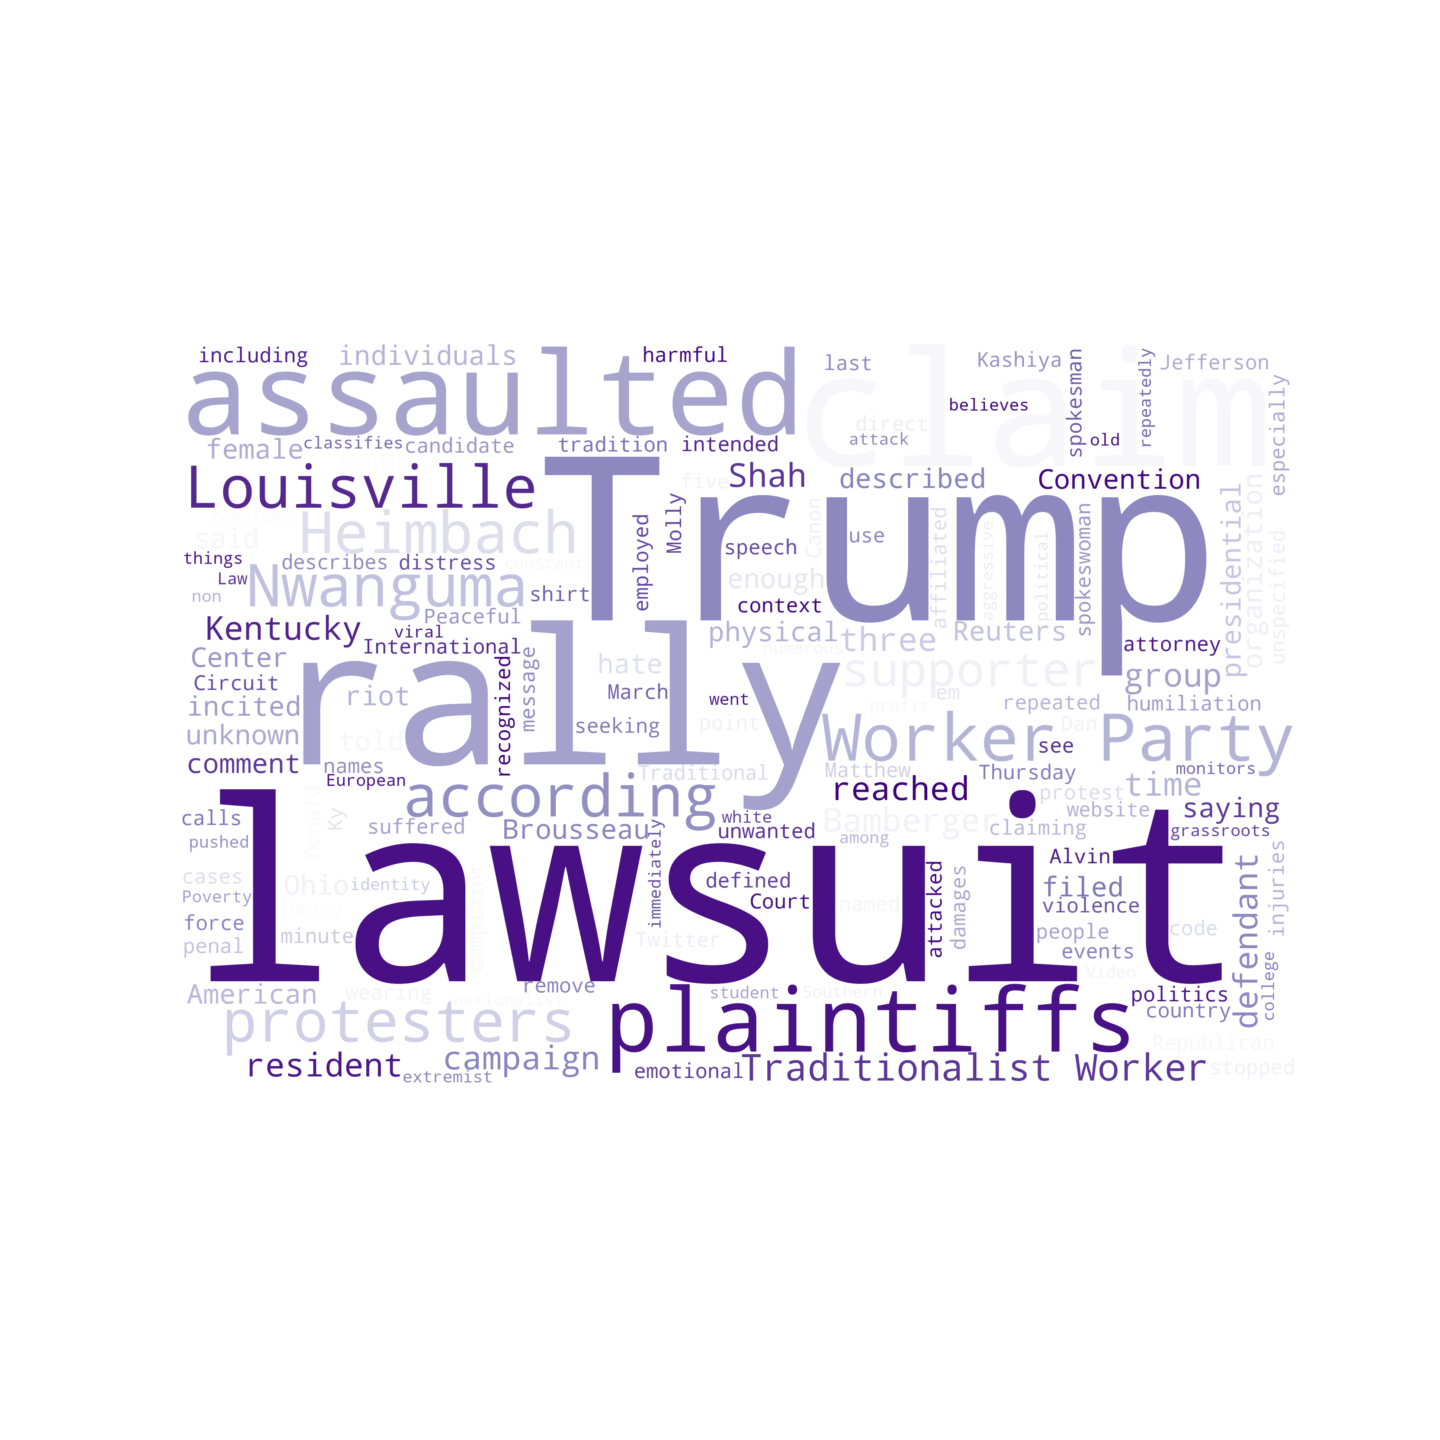 including
individuals
harmful
last
Kashiya
repeatedly
Jefferson
assaulted
claim
spokesman
believes
especially
female
classifies
candidate
tradition
intended
direct
attack
old
Louisville
Trump
five
Shah
described
Convention
said
Heimbach
employed
Molly
speech
Canon
use
affiliated
aggressive
political
spokeswoman
presidential
organization
unspecified
things
describes
distress
constant
Law
non
Nwanguma
shirt
enough
context
Peaceful
Kentucky
viral
International
rally
physical
three
Reuters
attorney
numerous
Center
Circuit
recognized
message
hate
supporter
group
riot
March
went
em
incited
seeking
point
profit
repeated
humiliation
unknown
told
Dan
Worker Party
see
comment
names
European
Traditional
Matthew
Thursday
monitors
according
reached
protest
time
calls
Donald
Ky
suffered
Brousseau
white
unwanted
Bamberger
claiming
website
saying
grassroots
pushed
immediately
among
lawsuit
Alvin
cases
Ohio
identity
defined
filed
Poverty
Henry
complaint
Court
named
attacked
damages
violence
defendant
injuries
force
penal
minute
Twitter
people
code
events
college
Video
American
wearing
nationalist
remove
student
Southern
politics
protesters
plaintiffs
country
Republican
resident
campaign
extremist
emotional
Traditionalist Worker
stopped